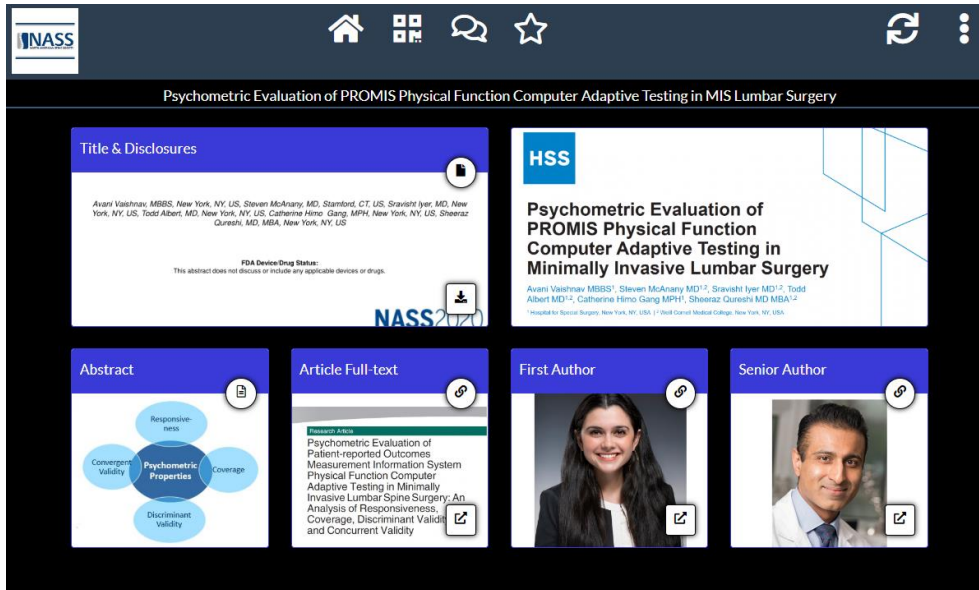 NASS
Psychometric Evaluation of PROMIS Physical Function Computer Adaptive Testing in MIS Lumbar Surgery
Title & Disclosures
Avani Vaishnav, MBBS, New York, NY, US, Steven McAnany, MD, Stamford, CT, US, Sravisht Iyer, MD, New
York, NY, US, Todd Albert, MD, New York, NY, US, Catherine Himo Gang, MPH, New York, NY, US, Sheeraz
Qureshi, MD, MBA, New York, NY, US
FDA Device/Drug Status:
This abstract does not discuss or include any applicable devices or drugs.
NASS2020
HSS
Psychometric Evaluation of
PROMIS Physical Function
Computer Adaptive Testing in
Minimally Invasive Lumbar Surgery
Avani Vaishnav MBBS¹, Steven McAnany MD¹,², Sravisht Iyer MD¹,², Todd
Albert MD¹,², Catherine Himo Gang MPH¹, Sheeraz Qureshi MD MBA¹,²
¹ Hospital for Special Surgery, New York, NY, USA | ² Weill Cornell Medical College, New York, NY, USA
Abstract
Responsive-
ness
Convergent
Validity
Psychometric
Properties
Coverage
Discriminant
Validity
Article Full-text
Research Article
Psychometric Evaluation of
Patient-reported Outcomes
Measurement Information System
Physical Function Computer
Adaptive Testing in Minimally
Invasive Lumbar Spine Surgery: An
Analysis of Responsiveness,
Coverage, Discriminant Validity
and Concurrent Validity
First Author
Senior Author